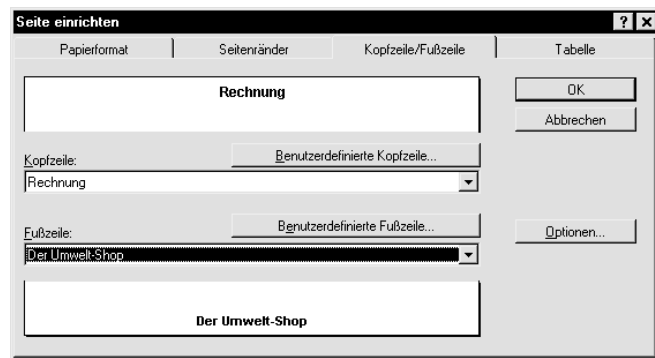 Seite einrichten
Papierformat Seitenränder Kopfzeile/Fußzeile Tabelle
Rechnung
OK
Abbrechen
Kopfzeile: Benutzerdefinierte Kopfzeile...
Rechnung
Fußzeile: Benutzerdefinierte Fußzeile... Optionen...
Der Umwelt-Shop
Der Umwelt-Shop